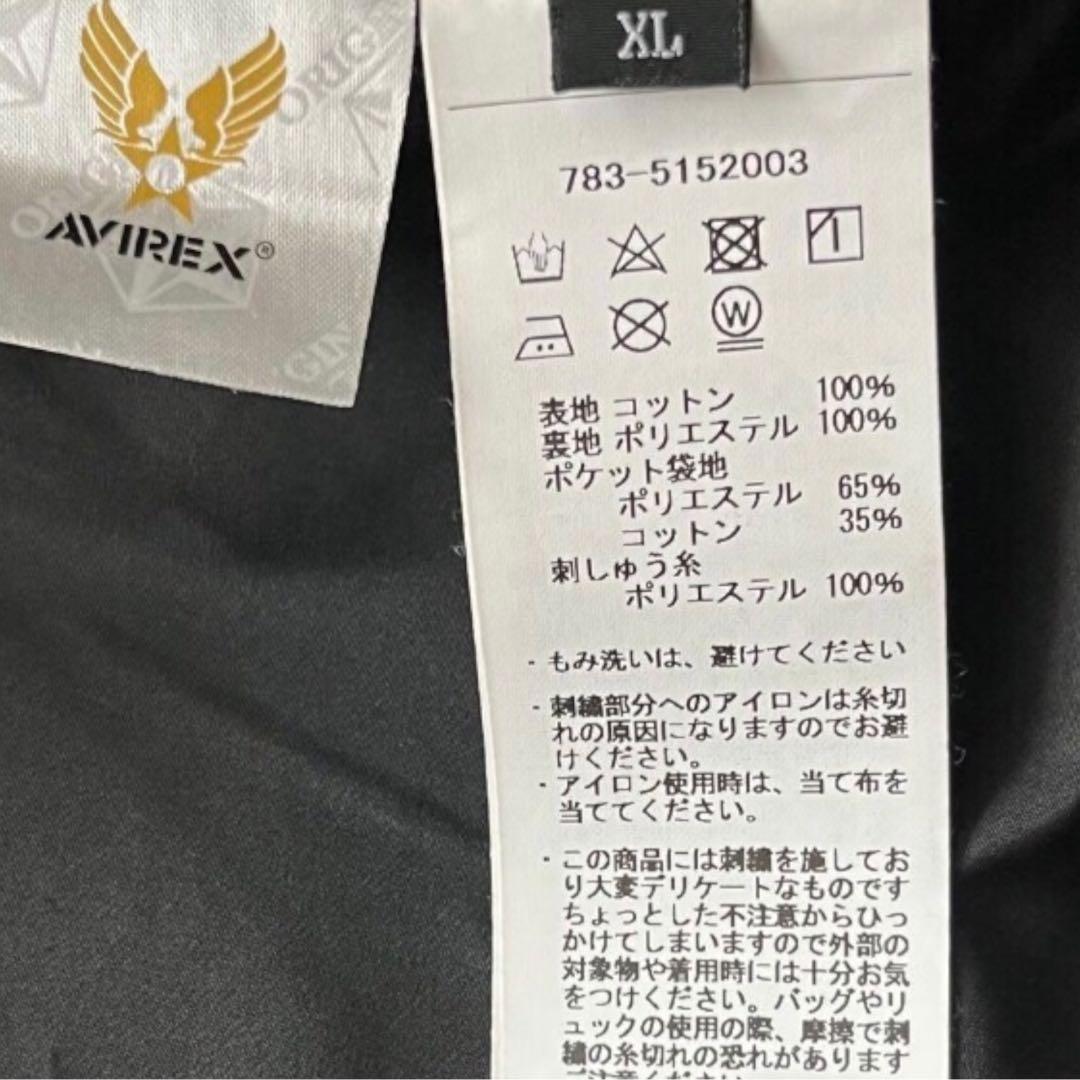 AVIREX®
XL
783-5152003
表地 コットン 100%
裏地 ポリエステル 100%
ポケット袋地
ポリエステル 65%
コットン 35%
刺しゅう糸
ポリエステル 100%
・もみ洗いは、避けてください
・刺繍部分へのアイロンは糸切
れの原因になりますのでお避
けください。
・アイロン使用時は、当て布を
当ててください。
・この商品には刺繍を施してお
り大変デリケートなものです
ちょっとした不注意からひっ
かけてしまいますので外部の
対象物や着用時には十分お気
をつけください。バッグやリ
ュックの使用の際、摩擦で刺
繍の糸切れの恐れがあります